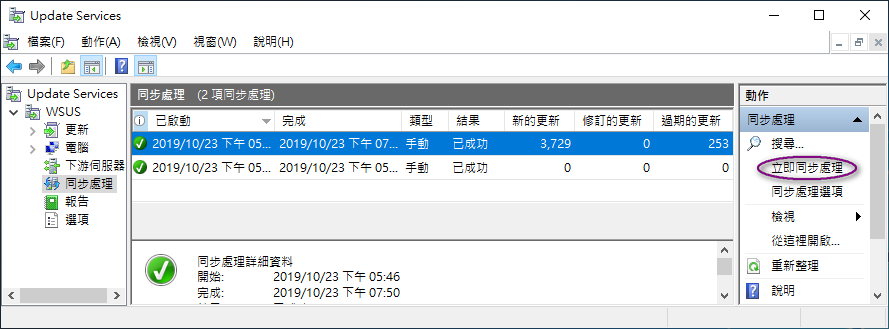 Update Services
檔案(F) 動作(A) 檢視(V) 視窗(W) 說明(H)
Update Services
WSUS
更新
電腦
下游伺服器
同步處理
報告
選項
同步處理 (2 項同步處理)
已啟動 完成 類型 結果 新的更新 修訂的更新 過期的更新
2019/10/23 下午 05... 2019/10/23 下午 07... 手動 已成功 3,729 0 253
2019/10/23 下午 05... 2019/10/23 下午 05... 手動 已成功 0 0 0
同步處理詳細資料
開始: 2019/10/23 下午 05:46
完成: 2019/10/23 下午 07:50
動作
同步處理
搜尋...
立即同步處理
同步處理選項
檢視
從這裡開啟...
重新整理
說明